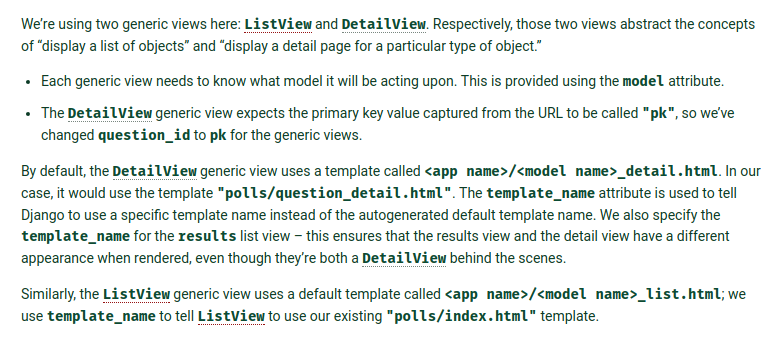 We’re using two generic views here: ListView and DetailView. Respectively, those two views abstract the concepts
of “display a list of objects” and “display a detail page for a particular type of object.”
• Each generic view needs to know what model it will be acting upon. This is provided using the model attribute.
• The DetailView generic view expects the primary key value captured from the URL to be called "pk", so we’ve
changed question_id to pk for the generic views.
By default, the DetailView generic view uses a template called <app name>/<model name>_detail.html. In our
case, it would use the template "polls/question_detail.html". The template_name attribute is used to tell
Django to use a specific template name instead of the autogenerated default template name. We also specify the
template_name for the results list view – this ensures that the results view and the detail view have a different
appearance when rendered, even though they’re both a DetailView behind the scenes.
Similarly, the ListView generic view uses a default template called <app name>/<model name>_list.html; we
use template_name to tell ListView to use our existing "polls/index.html" template.